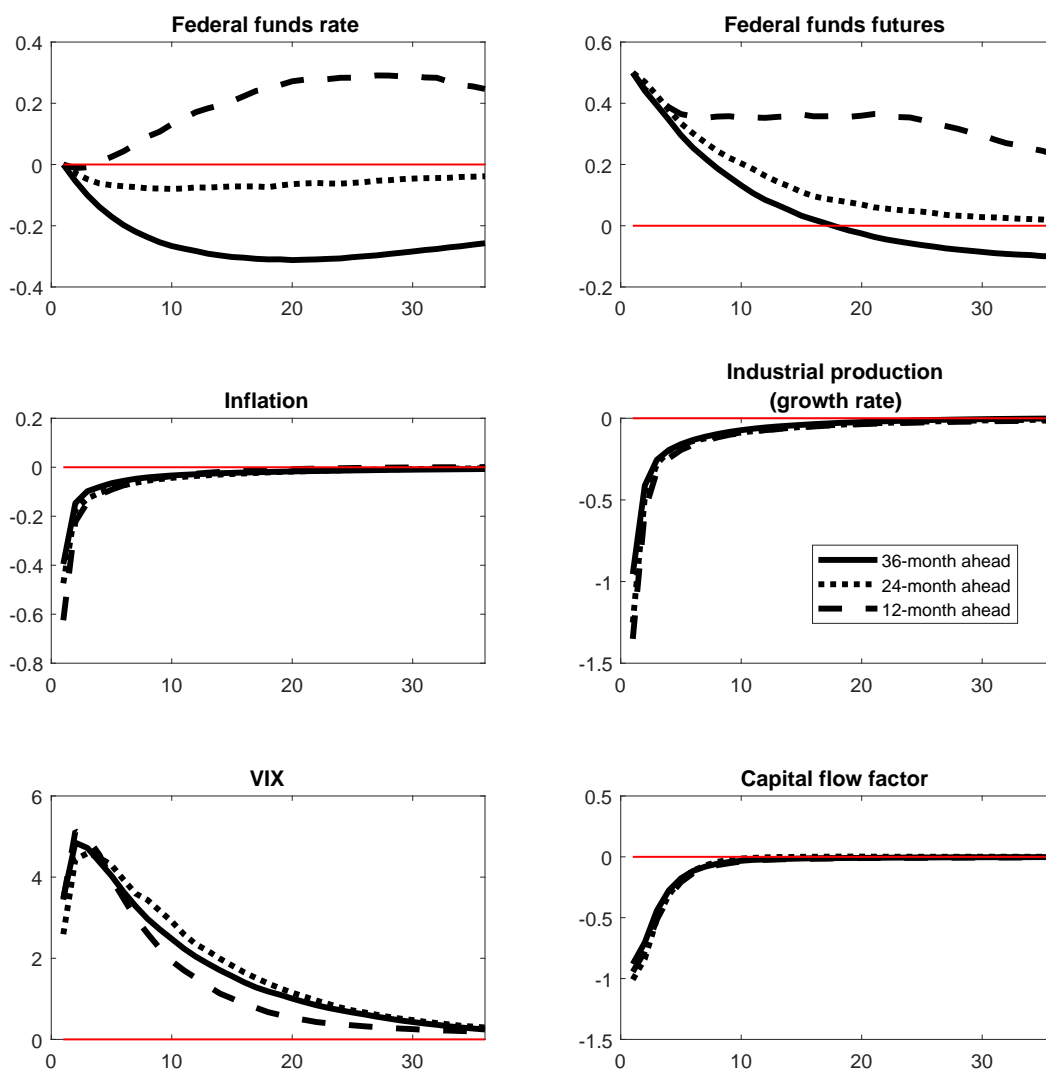 Federal funds rate
0.4
0.2
0
-0.2
-0.4
0 10 20 30
Federal funds futures
0.6
0.4
0.2
0
-0.2
0 10 20 30
Inflation
0.2
0
-0.2
-0.4
-0.6
-0.8
0 10 20 30
Industrial production
(growth rate)
0
-0.5
-1
-1.5
0 10 20 30
36-month ahead
24-month ahead
12-month ahead
VIX
6
4
2
0
0 10 20 30
Capital flow factor
0.5
0
-0.5
-1
-1.5
0 10 20 30